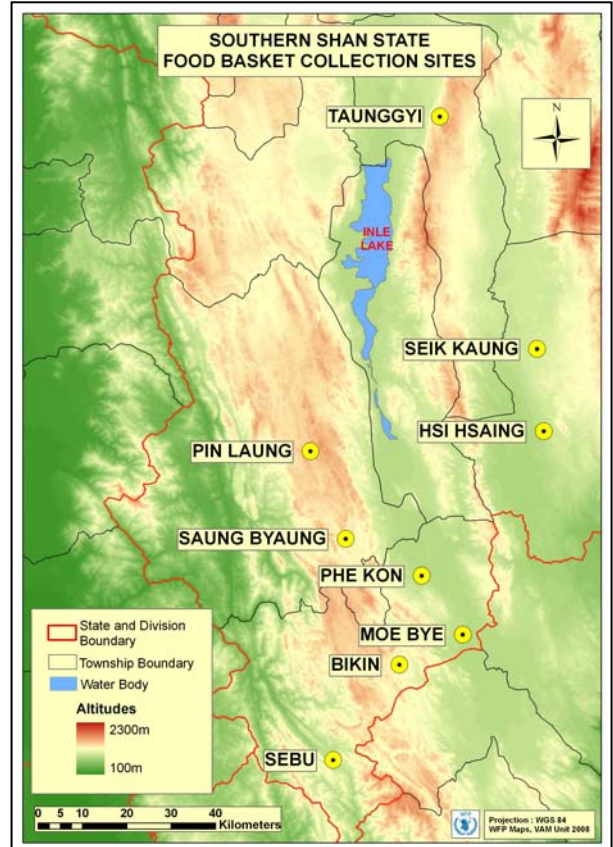 SOUTHERN SHAN STATE
FOOD BASKET COLLECTION SITES
TAUNGGYI
N
INLE
LAKE
SEIK KAUNG
HSI HSAING
PIN LAUNG
SAUNG BYAUNG
PHE KON
MOE BYE
BIKIN
SEBU
State and Division
Boundary
Township Boundary
Water Body
Altitudes
2300m
100m
0 5 10 20 30 40
Kilometers
WFP
Projection : WGS 84
WFP Maps, VAM Unit 2008